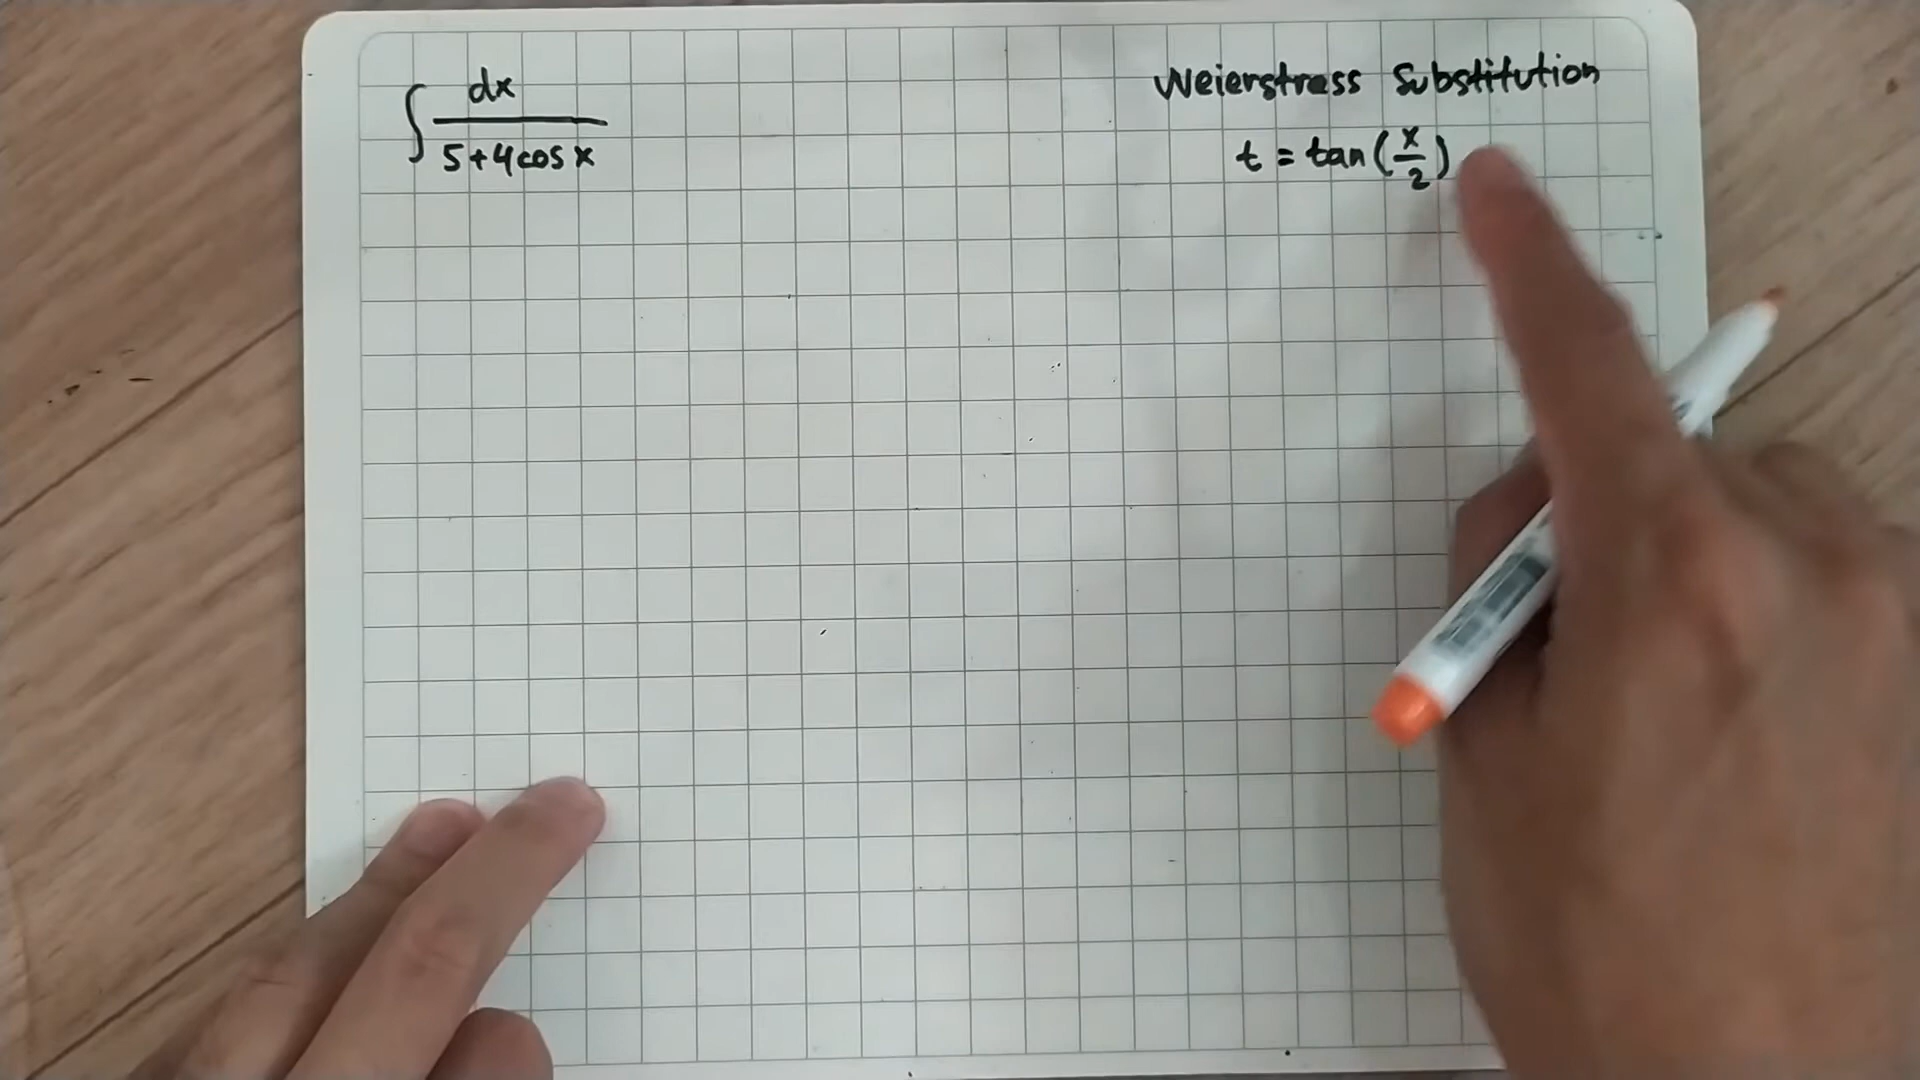 ∫ dx / (5+4cos x)
Weierstrass Substitution
t = tan(x/2)